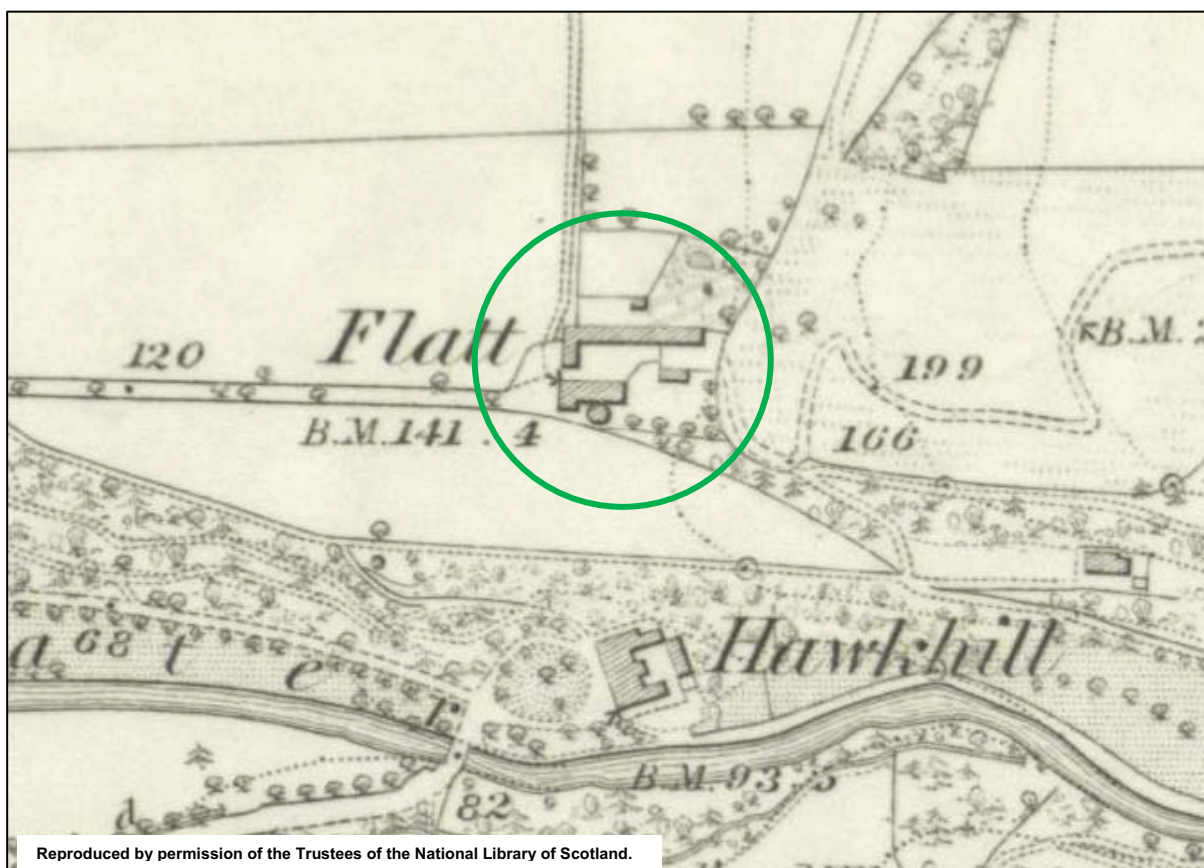 Flatt
120
B.M. 141 . 4
B.M.
199
166
Hawkhill
68
a t e r
B.M. 93 . 5
d
82
Reproduced by permission of the Trustees of the National Library of Scotland.